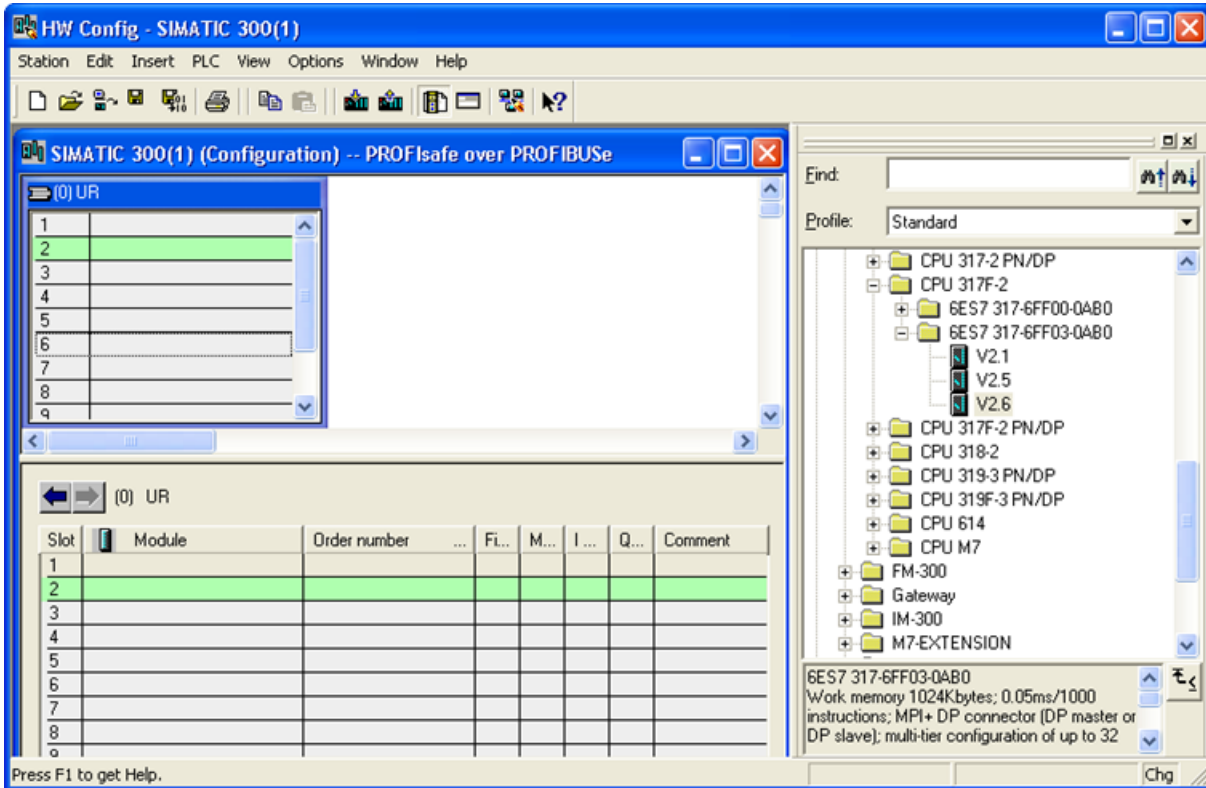 HW Config - SIMATIC 300(1)
Station Edit Insert PLC View Options Window Help
SIMATIC 300(1) (Configuration) -- PROFIsafe over PROFIBUSe
(0) UR
1
2
3
4
5
6
7
8
9
(0) UR
Slot Module Order number ... Fi... M... I ... Q... Comment
1
2
3
4
5
6
7
8
9
Find:
Profile: Standard
CPU 317-2 PN/DP
CPU 317F-2
6ES7 317-6FF00-0AB0
6ES7 317-6FF03-0AB0
V2.1
V2.5
V2.6
CPU 317F-2 PN/DP
CPU 318-2
CPU 319-3 PN/DP
CPU 319F-3 PN/DP
CPU 614
CPU M7
FM-300
Gateway
IM-300
M7-EXTENSION
6ES7 317-6FF03-0AB0
Work memory 1024Kbytes; 0.05ms/1000
instructions; MPI+ DP connector (DP master or
DP slave); multi-tier configuration of up to 32
Press F1 to get Help.
Chg